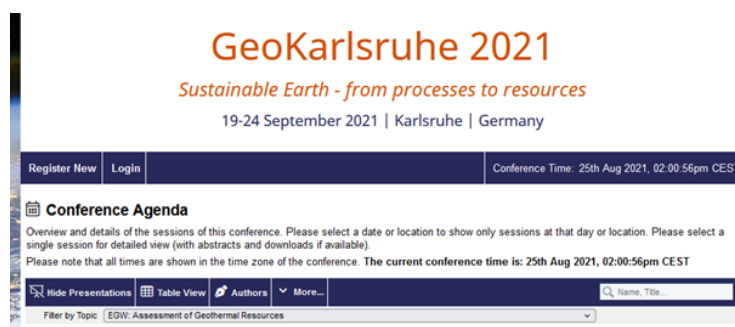 GeoKarlsruhe 2021
Sustainable Earth - from processes to resources
19-24 September 2021 | Karlsruhe | Germany
Register New Login Conference Time: 25th Aug 2021, 02:00:56pm CEST
Conference Agenda
Overview and details of the sessions of this conference. Please select a date or location to show only sessions at that day or location. Please select a
single session for detailed view (with abstracts and downloads if available).
Please note that all times are shown in the time zone of the conference. The current conference time is: 25th Aug 2021, 02:00:56pm CEST
Hide Presentations Table View Authors More... Name, Title...
Filter by Topic EGW: Assessment of Geothermal Resources